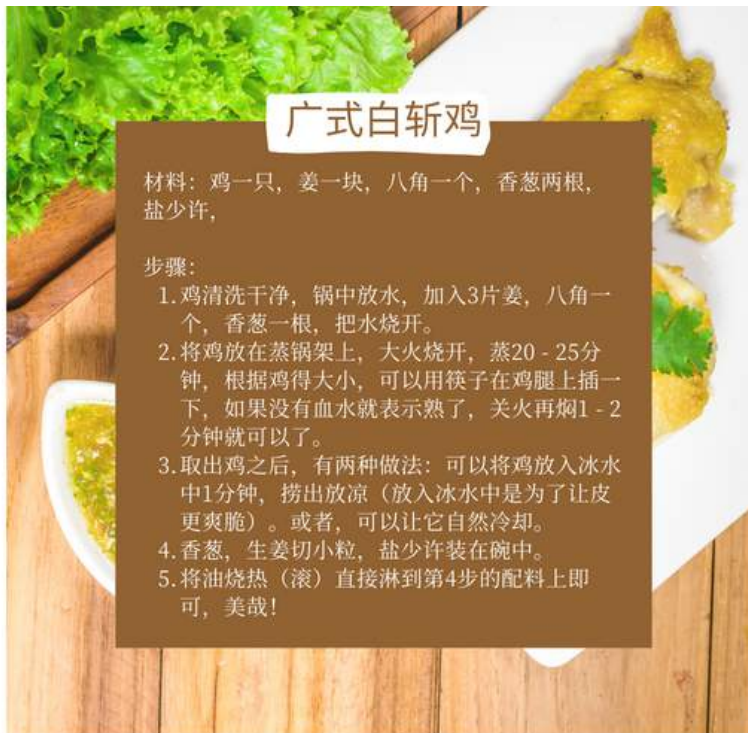 广式白斩鸡
材料：鸡一只，姜一块，八角一个，香葱两根，
盐少许，
步骤：
1. 鸡清洗干净，锅中放水，加入3片姜，八角一
个，香葱一根，把水烧开。
2. 将鸡放在蒸锅架上，大火烧开，蒸20 - 25分
钟，根据鸡得大小，可以用筷子在鸡腿上插一
下，如果没有血水就表示熟了，关火再焖1 - 2
分钟就可以了。
3. 取出鸡之后，有两种做法：可以将鸡放入冰水
中1分钟，捞出放凉（放入冰水中是为了让皮
更爽脆）。或者，可以让它自然冷却。
4. 香葱，生姜切小粒，盐少许装在碗中。
5. 将油烧热（滚）直接淋到第4步的配料上即
可，美哉！